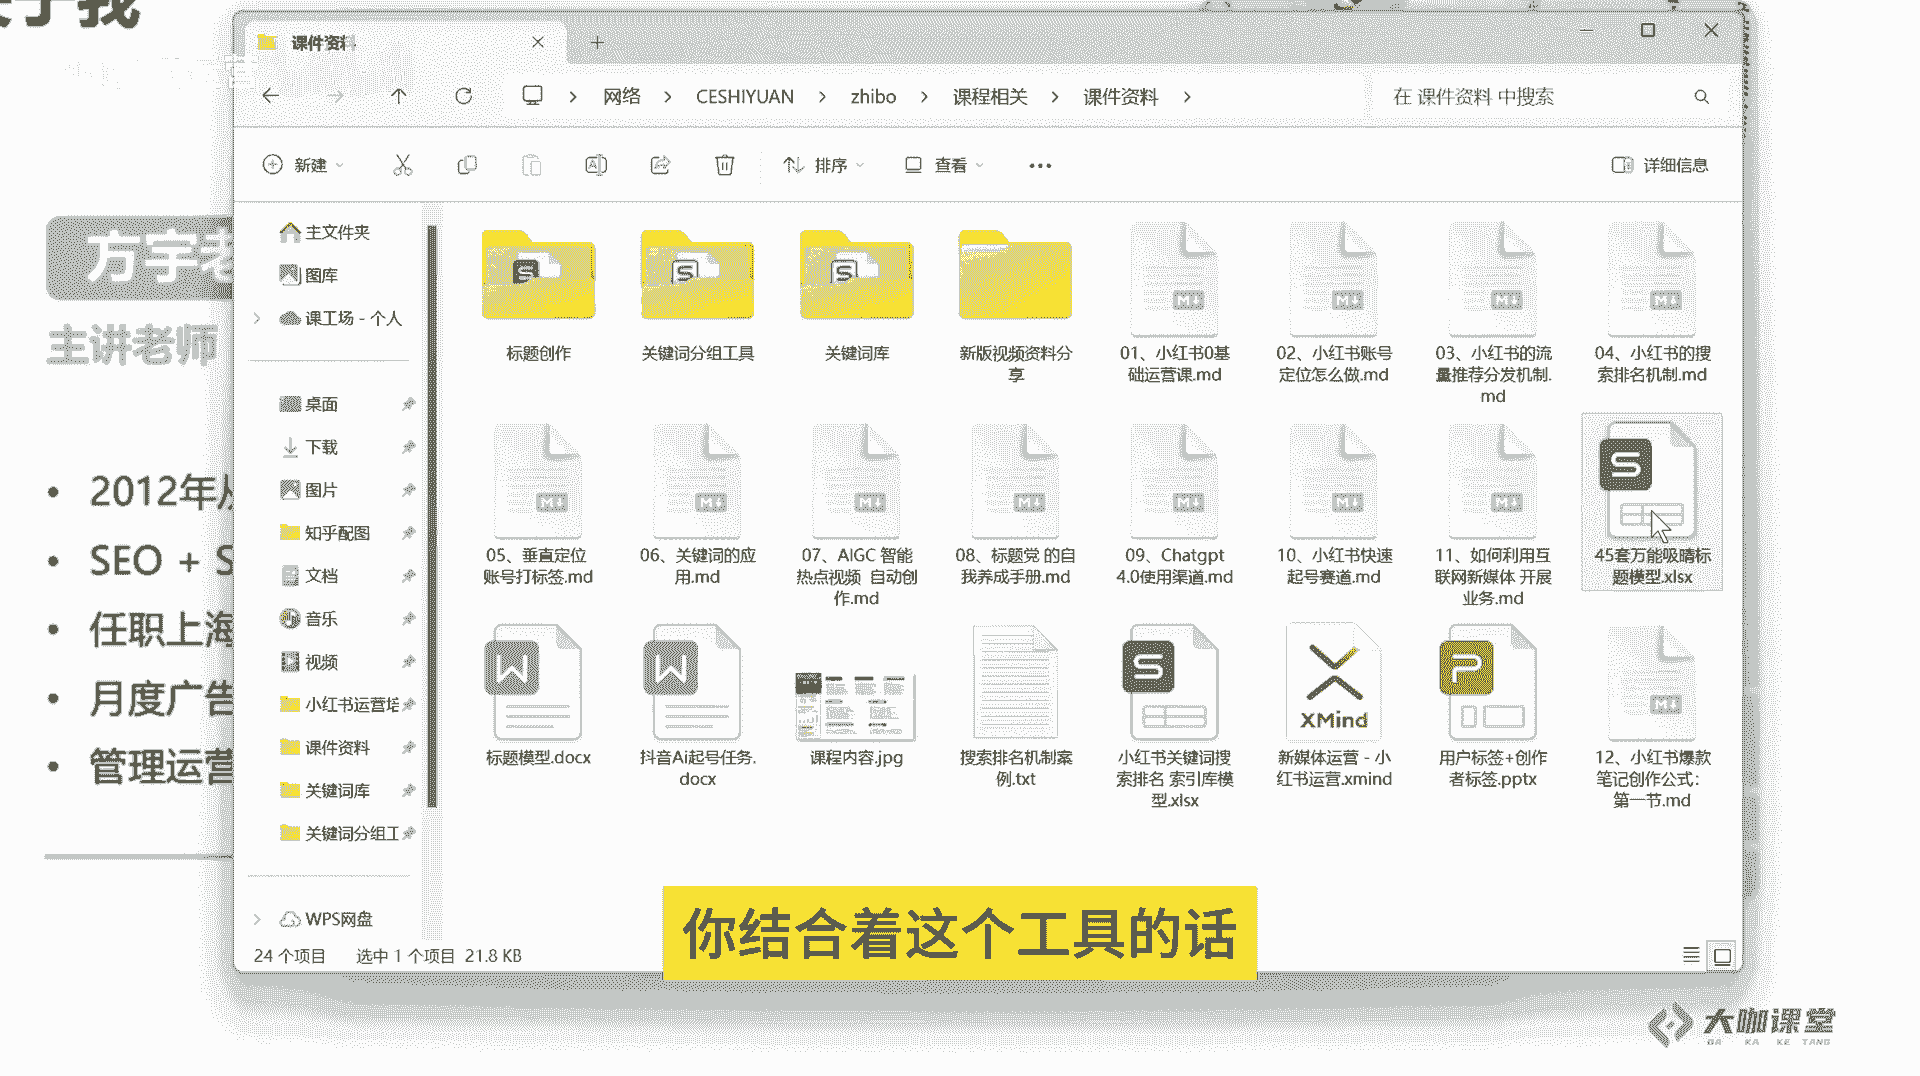 关于我
课件资料
网络 CESHIYUAN zhibo 课程相关 课件资料
在 课件资料 中搜索
新建
排序
查看
详细信息
方宇老
主讲老师
2012年从
SEO + S
任职上海
月度广告
管理运营
主文件夹
图库
课工场 - 个人
桌面
下载
图片
知乎配图
文档
音乐
视频
小红书运营培
课件资料
关键词库
关键词分组工
WPS网盘
标题创作
关键词分组工具
关键词库
新版视频资料分
享
01、小红书0基
础运营课.md
02、小红书账号
定位怎么做.md
03、小红书的流
量推荐分发机制.
md
04、小红书的搜
索排名机制.md
05、垂直定位
账号打标签.md
06、关键词的应
用.md
07、AIGC 智能
热点视频 自动创
作.md
08、标题党 的自
我养成手册.md
09、Chatgpt
4.0使用渠道.md
10、小红书快速
起号赛道.md
11、如何利用互
联网新媒体 开展
业务.md
45套万能吸睛标
题模型.xlsx
标题模型.docx
抖音Ai起号任务.
docx
课程内容.jpg
搜索排名机制案
例.txt
小红书关键词搜
索排名 索引库模
型.xlsx
XMind
新媒体运营 - 小
红书运营.xmind
用户标签+创作
者标签.pptx
12、小红书爆款
笔记创作公式：
第一节.md
24 个项目 选中 1 个项目 21.8 KB
你结合着这个工具的话
大咖课堂
DA KA KE TANG